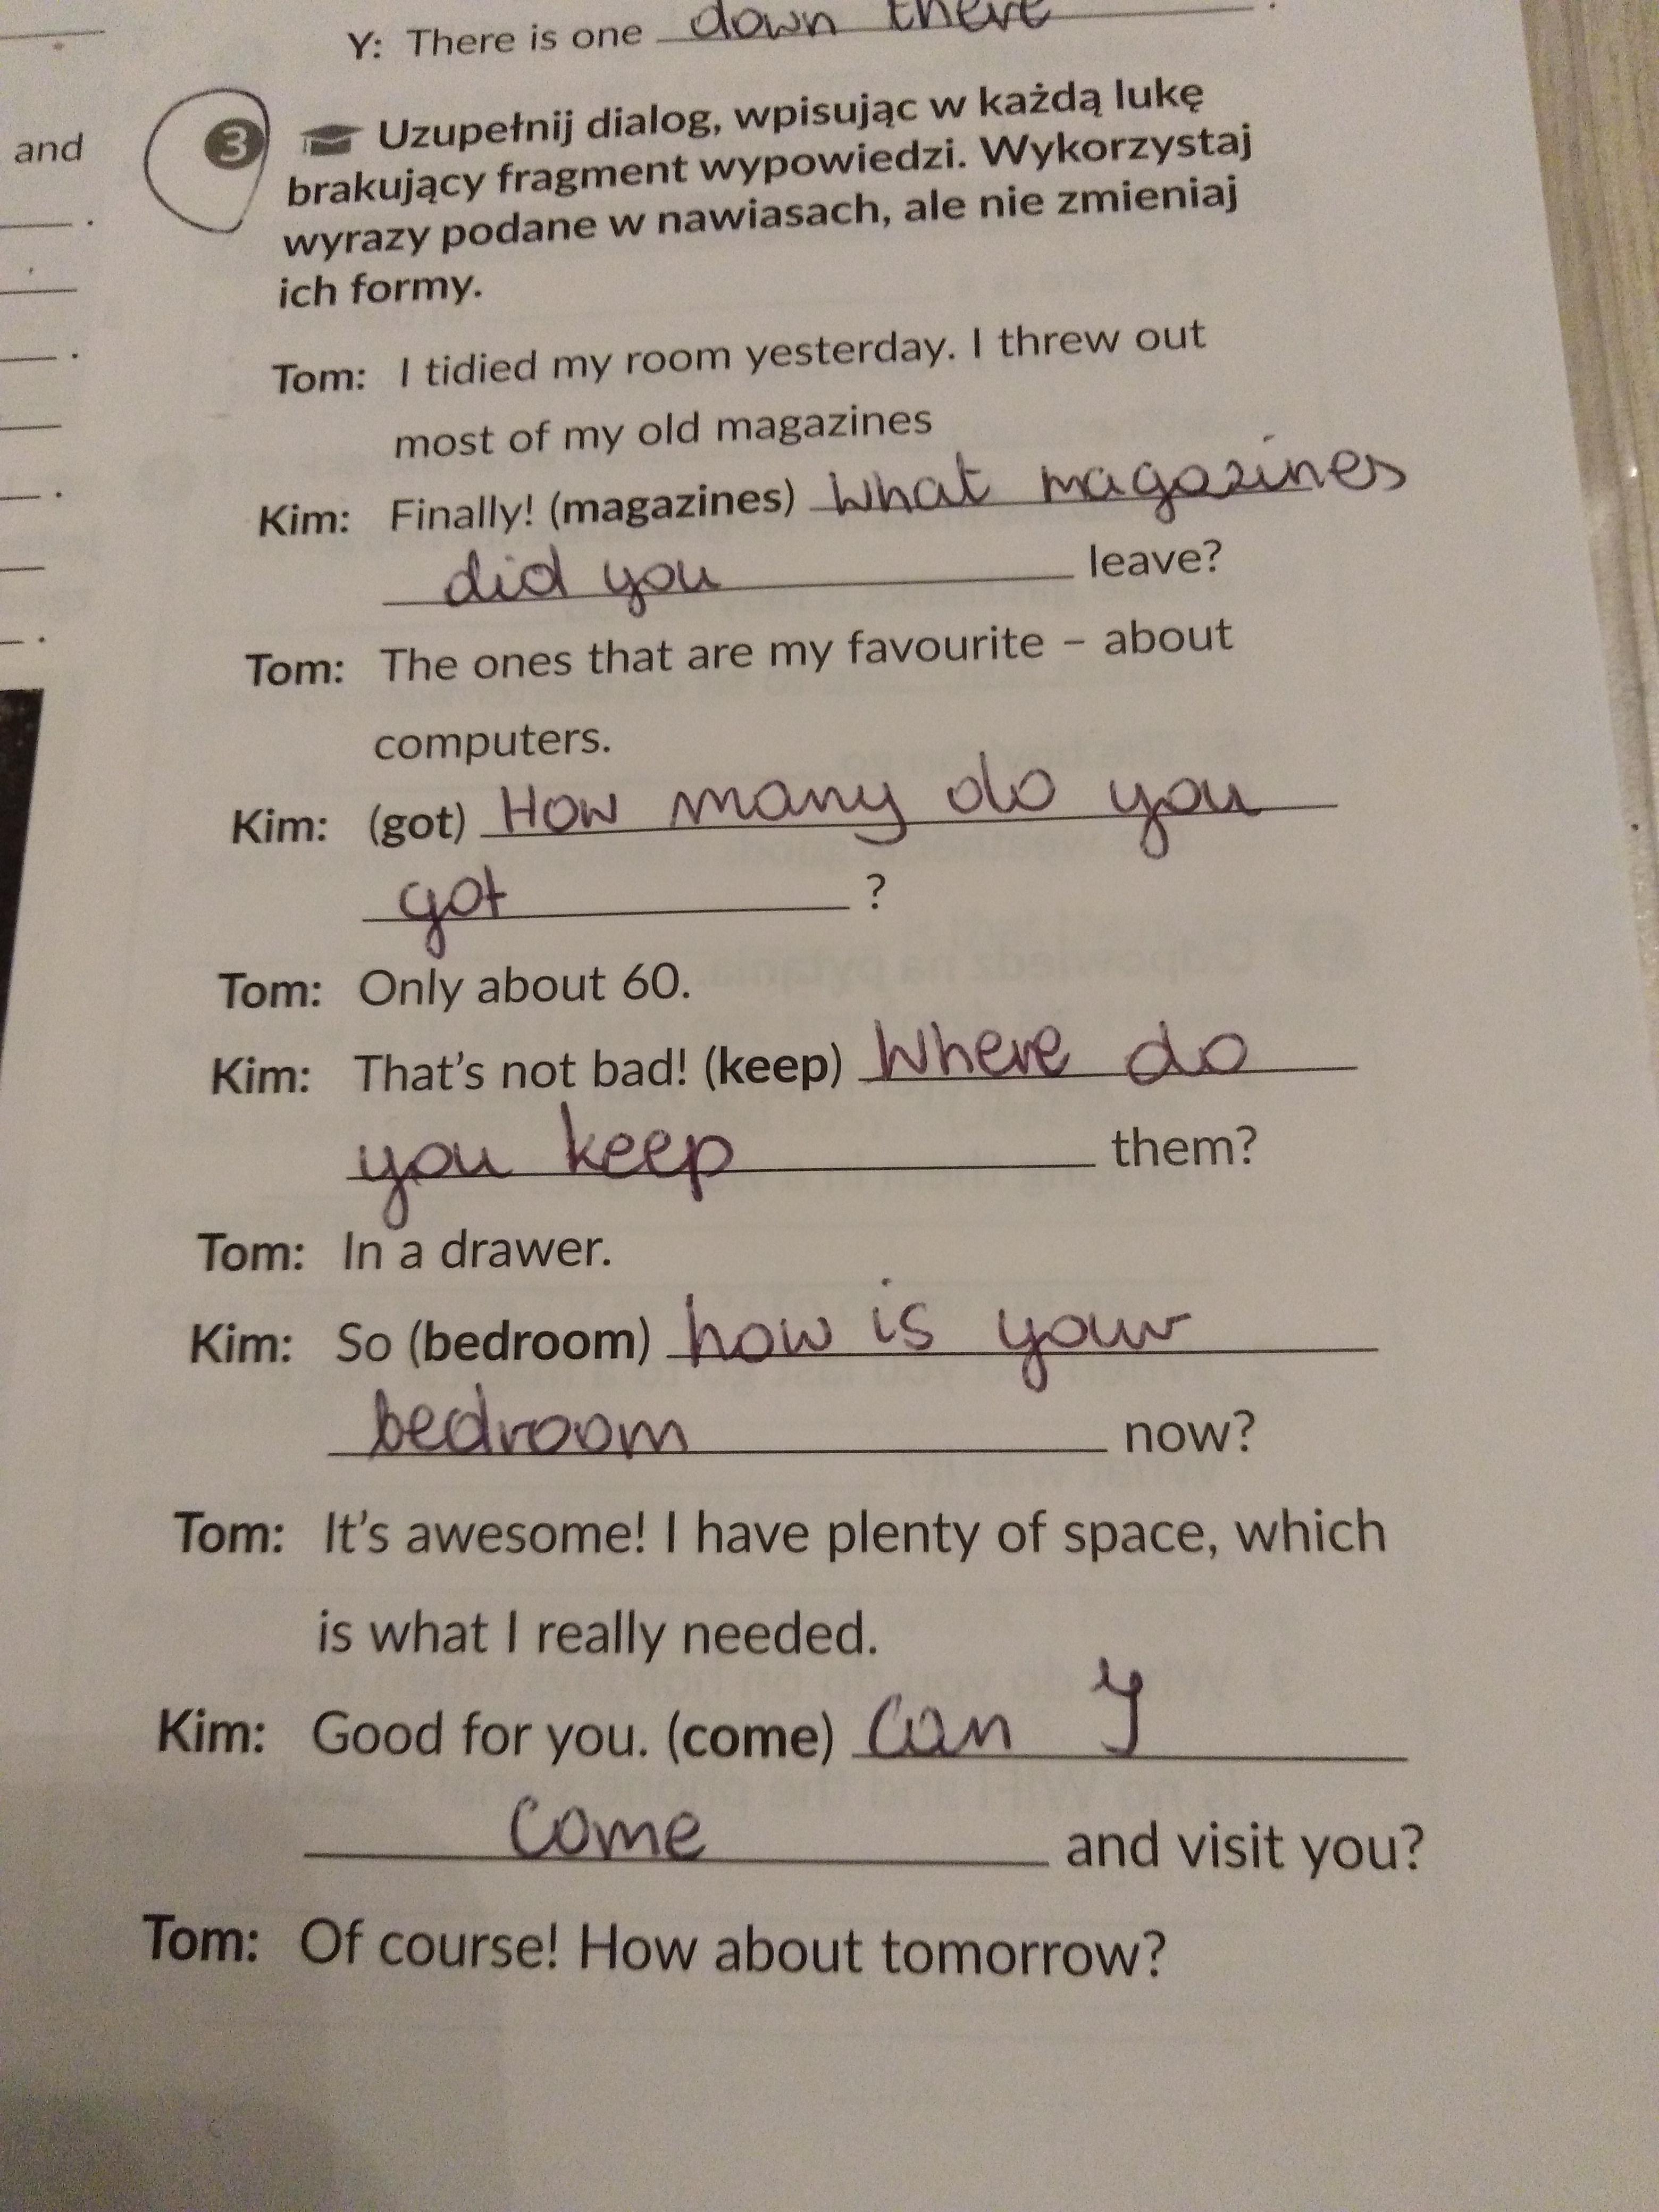 Y: There is one down there.
and
3 Uzupełnij dialog, wpisując w każdą lukę
brakujący fragment wypowiedzi. Wykorzystaj
wyrazy podane w nawiasach, ale nie zmieniaj
ich formy.
Tom: I tidied my room yesterday. I threw out
most of my old magazines
Kim: Finally! (magazines) What magazines
did you leave?
Tom: The ones that are my favourite – about
computers.
Kim: (got) How many do you
got ?
Tom: Only about 60.
Kim: That's not bad! (keep) Where do
you keep them?
Tom: In a drawer.
Kim: So (bedroom) how is your
bedroom now?
Tom: It's awesome! I have plenty of space, which
is what I really needed.
Kim: Good for you. (come) Can I
come and visit you?
Tom: Of course! How about tomorrow?